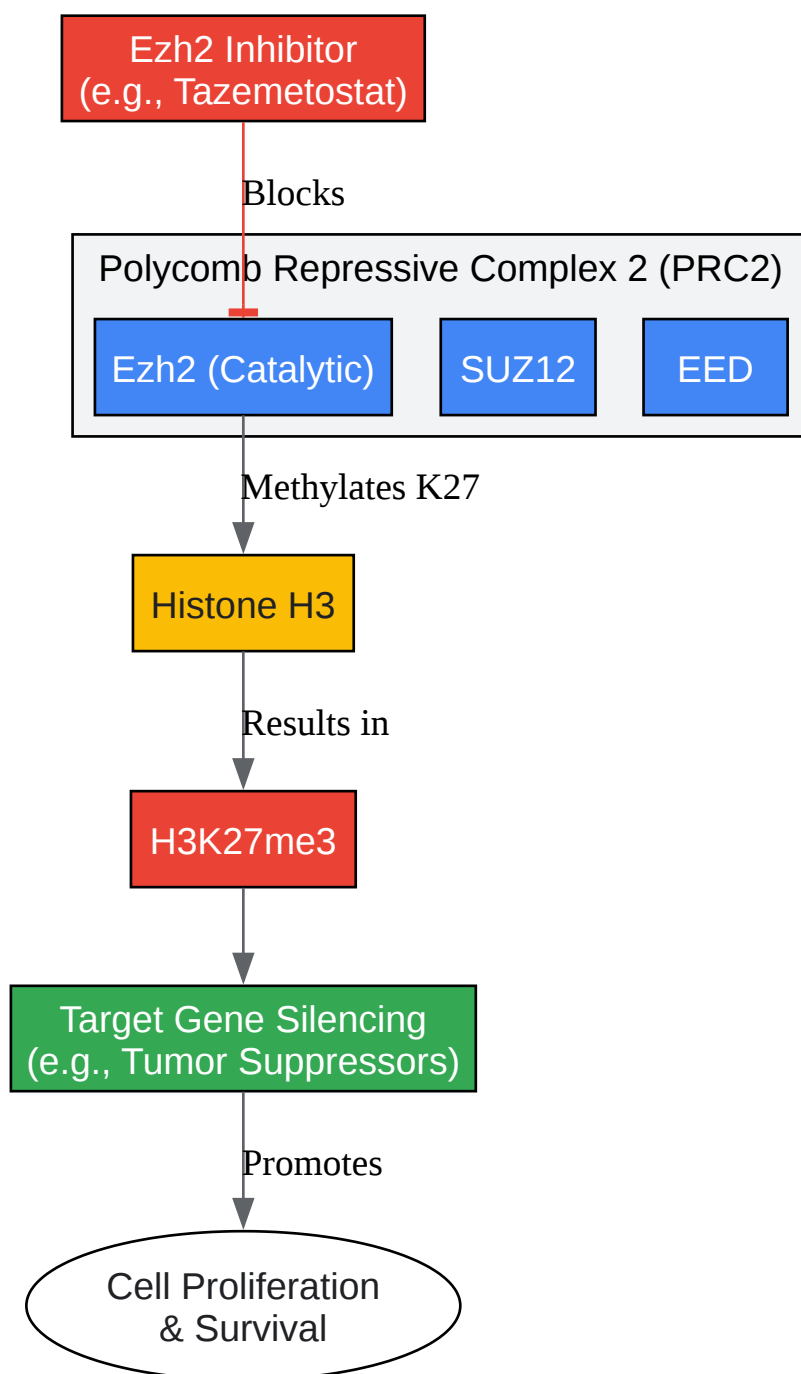 Ezh2 Inhibitor
(e.g., Tazemetostat)
Blocks
Polycomb Repressive Complex 2 (PRC2)
Ezh2 (Catalytic)
SUZ12
EED
Methylates K27
Histone H3
Results in
H3K27me3
Target Gene Silencing
(e.g., Tumor Suppressors)
Promotes
Cell Proliferation
& Survival